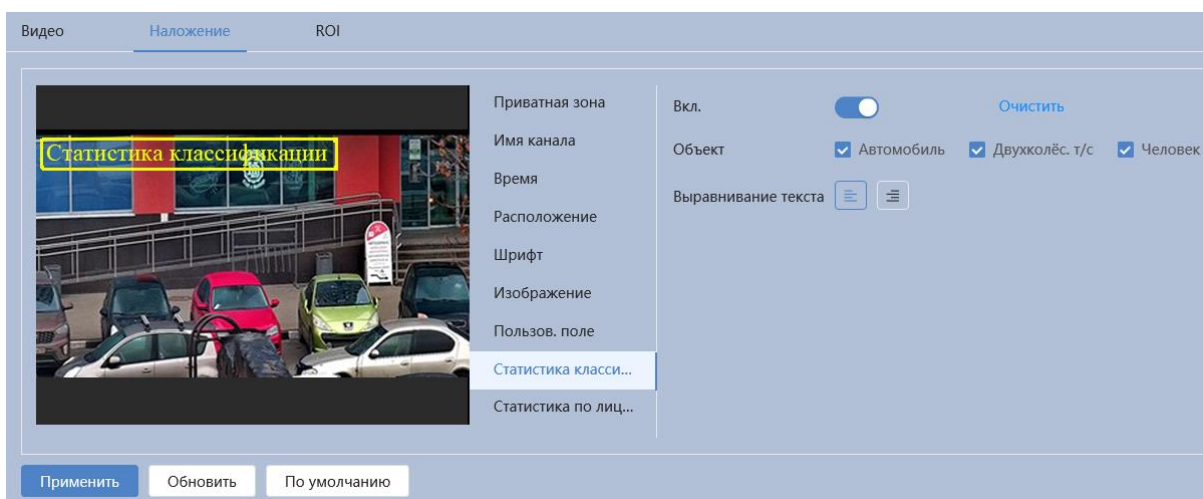 Видео Наложение ROI
Статистика классификации
Приватная зона
Имя канала
Время
Расположение
Шрифт
Изображение
Пользов. поле
Статистика класси...
Статистика по лиц...
Вкл. Очистить
Объект Автомобиль Двухколёс. т/с Человек
Выравнивание текста
Применить Обновить По умолчанию